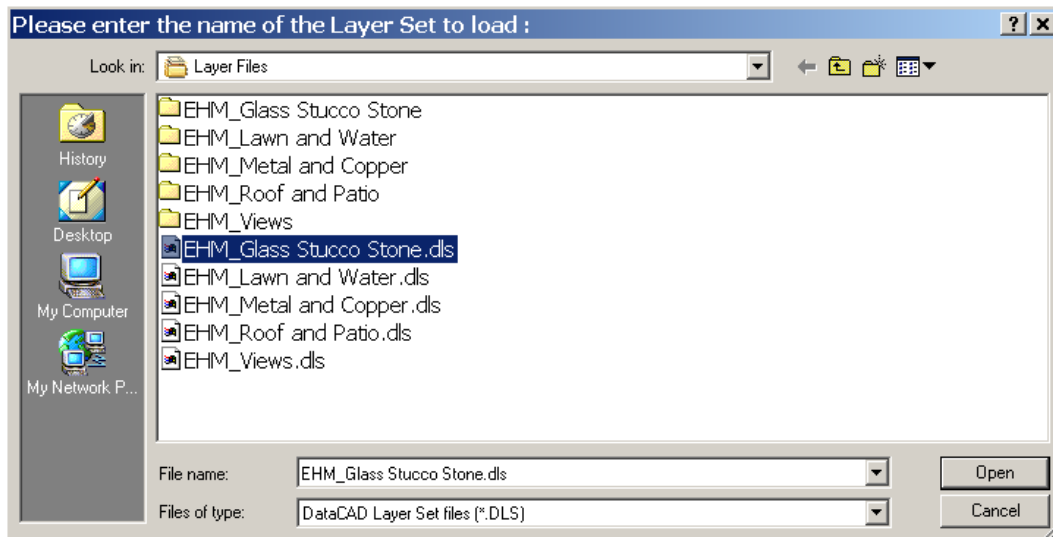 Please enter the name of the Layer Set to load :
Look in: Layer Files
History
Desktop
My Computer
My Network P...
EHM_Glass Stucco Stone
EHM_Lawn and Water
EHM_Metal and Copper
EHM_Roof and Patio
EHM_Views
EHM_Glass Stucco Stone.dls
EHM_Lawn and Water.dls
EHM_Metal and Copper.dls
EHM_Roof and Patio.dls
EHM_Views.dls
File name: EHM_Glass Stucco Stone.dls Open
Files of type: DataCAD Layer Set files (*.DLS) Cancel